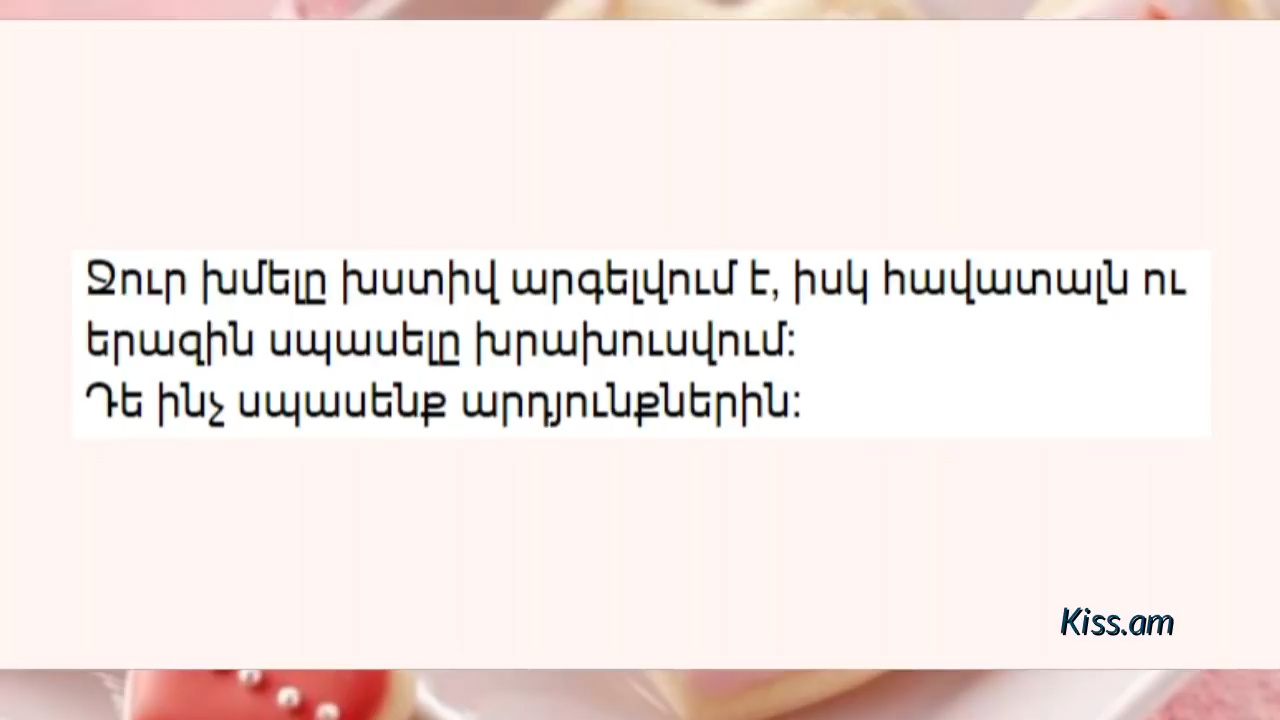 Ջուր խմելը խստիվ արգելվում է, իսկ հավատալն ու
երազին սպասելը խրախուսվում:
Դե ինչ սպասենք արդյունքներին:
Kiss.am